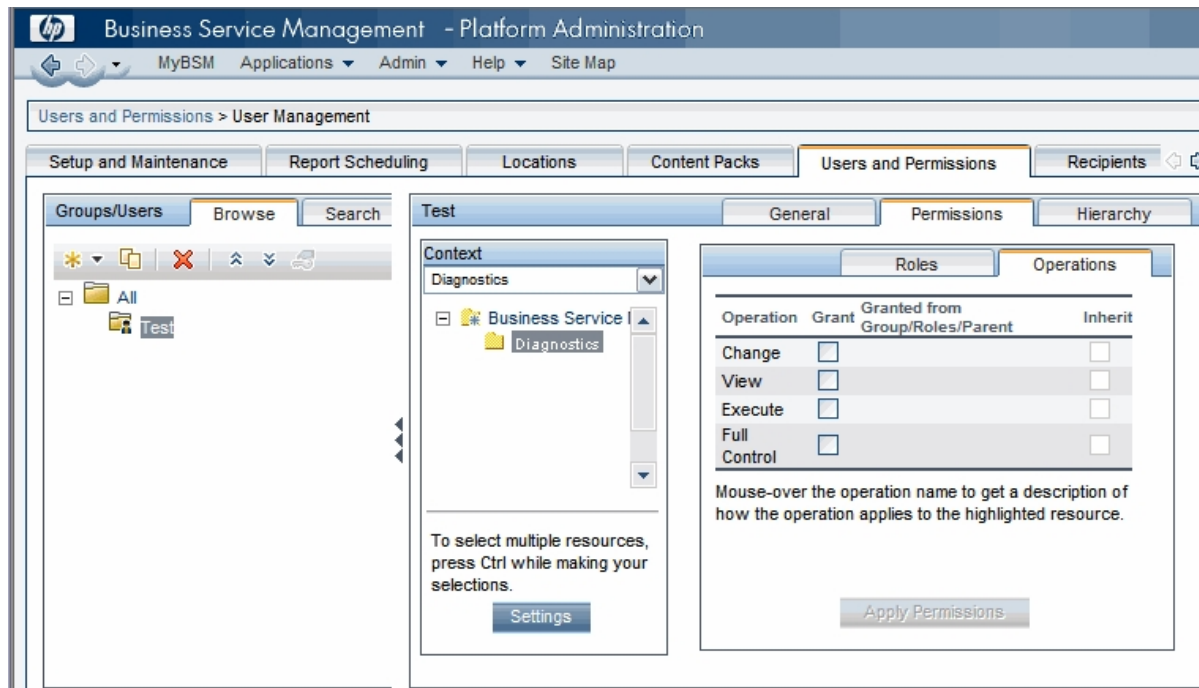 hp Business Service Management - Platform Administration
MyBSM Applications Admin Help Site Map
Users and Permissions > User Management
Setup and Maintenance Report Scheduling Locations Content Packs Users and Permissions Recipients
Groups/Users Browse Search
All
Test
Test General Permissions Hierarchy
Context
Diagnostics
Business Service
Diagnostics
To select multiple resources,
press Ctrl while making your
selections.
Settings
Roles Operations
Operation Grant Granted from
Group/Roles/Parent Inherit
Change
View
Execute
Full
Control
Mouse-over the operation name to get a description of
how the operation applies to the highlighted resource.
Apply Permissions